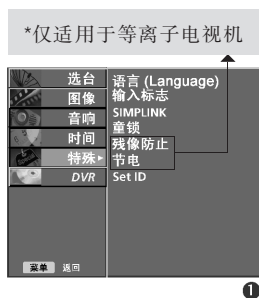 *仅适用于等离子电视机
选台
图像
音响
时间
特殊
DVR
语言 (Language)
输入标志
SIMPLINK
童锁
残像防止
节电
Set ID
菜单 返回
❶